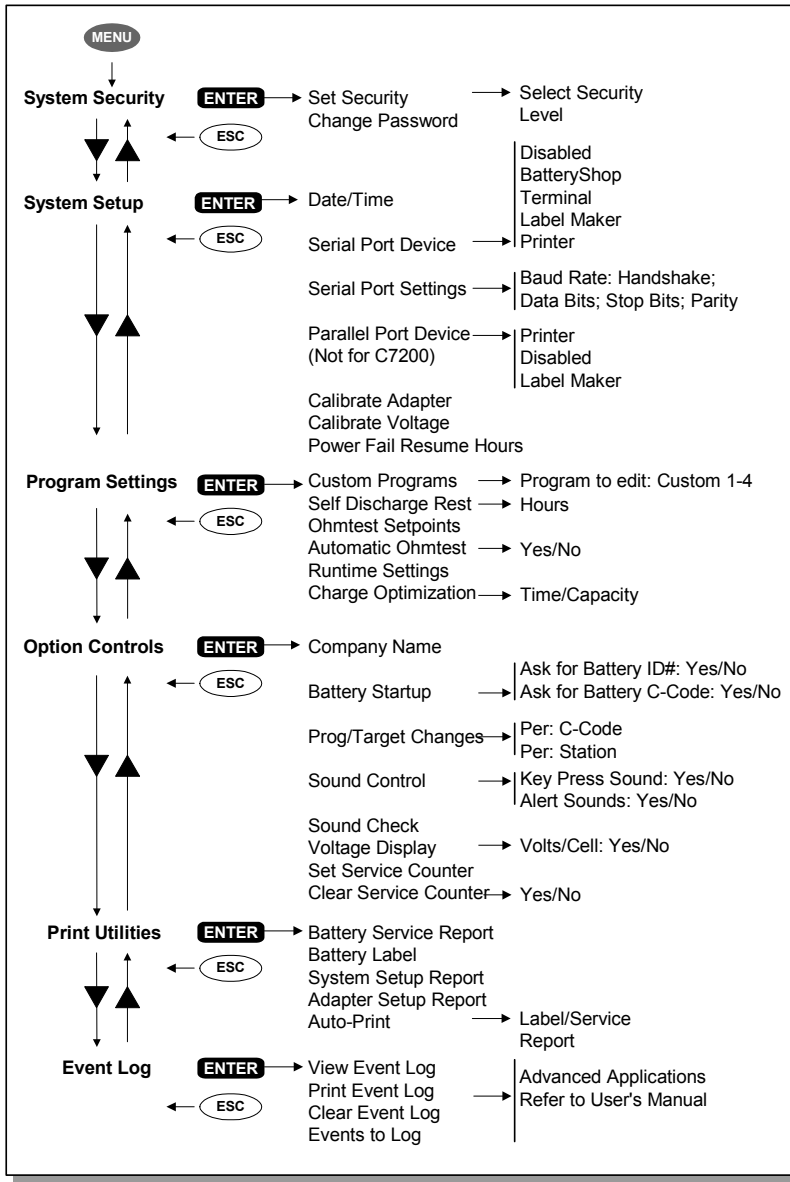 MENU
System Security ENTER Set Security Select Security
Change Password Level
ESC
Disabled
BatteryShop
Terminal
Label Maker
System Setup ENTER Date/Time
ESC
Serial Port Device Printer
Serial Port Settings Baud Rate: Handshake;
Data Bits; Stop Bits; Parity
Parallel Port Device Printer
(Not for C7200) Disabled
Label Maker
Calibrate Adapter
Calibrate Voltage
Power Fail Resume Hours
Program Settings ENTER Custom Programs Program to edit: Custom 1-4
Self Discharge Rest Hours
ESC
Ohmtest Setpoints
Automatic Ohmtest Yes/No
Runtime Settings
Charge Optimization Time/Capacity
Option Controls ENTER Company Name
ESC
Ask for Battery ID#: Yes/No
Battery Startup Ask for Battery C-Code: Yes/No
Prog/Target Changes Per: C-Code
Per: Station
Sound Control Key Press Sound: Yes/No
Alert Sounds: Yes/No
Sound Check
Voltage Display Volts/Cell: Yes/No
Set Service Counter
Clear Service Counter Yes/No
Print Utilities ENTER Battery Service Report
Battery Label
ESC
System Setup Report
Adapter Setup Report
Auto-Print Label/Service
Report
Event Log ENTER View Event Log
Print Event Log Advanced Applications
ESC
Clear Event Log Refer to User's Manual
Events to Log